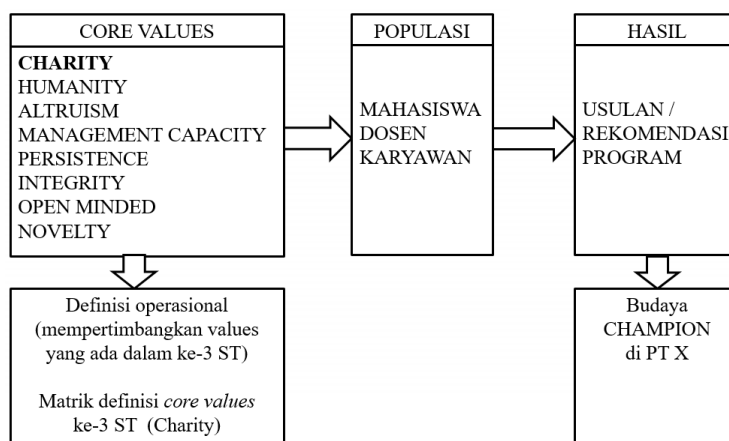 CORE VALUES
CHARITY
HUMANITY
ALTRUISM
MANAGEMENT CAPACITY
PERSISTENCE
INTEGRITY
OPEN MINDED
NOVELTY
POPULASI
MAHASISWA
DOSEN
KARYAWAN
HASIL
USULAN /
REKOMENDASI
PROGRAM
Definisi operasional
(mempertimbangkan values
yang ada dalam ke-3 ST)
Matrik definisi core values
ke-3 ST (Charity)
Budaya
CHAMPION
di PT X